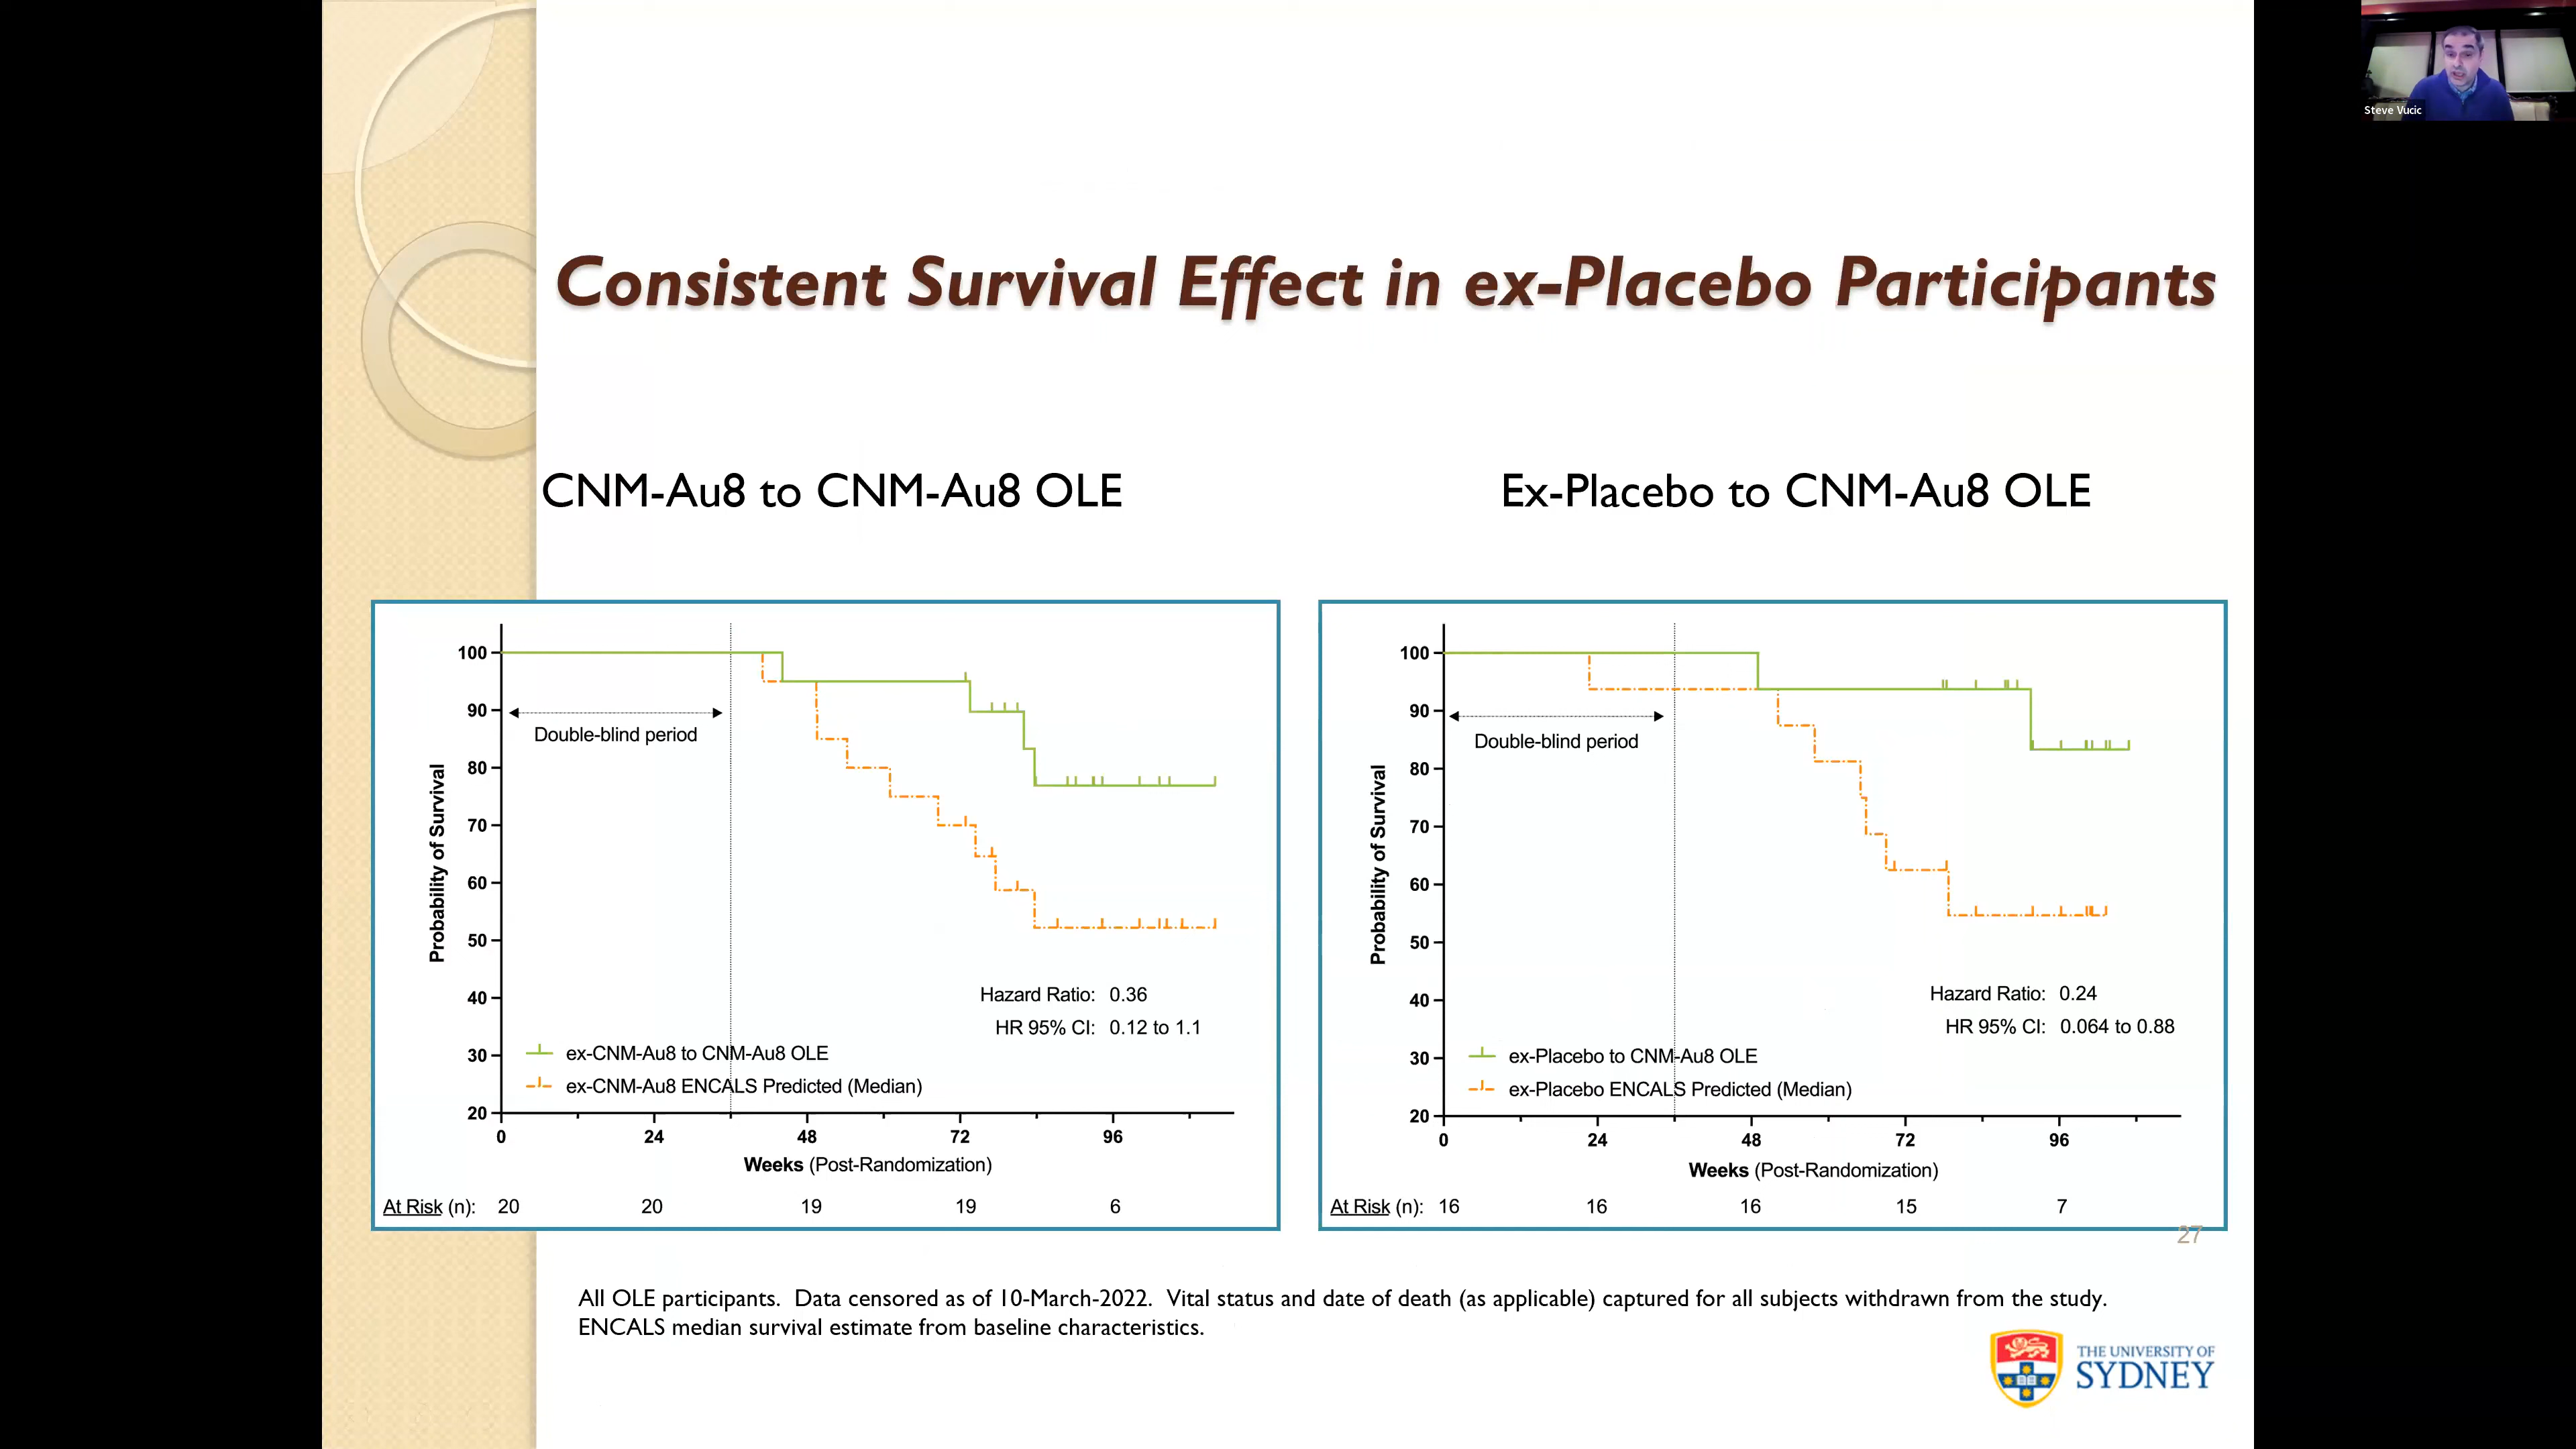 Steve Vucic
Consistent Survival Effect in ex-Placebo Participants
CNM-Au8 to CNM-Au8 OLE
Ex-Placebo to CNM-Au8 OLE
100
90
80
70
60
50
40
30
20
Probability of Survival
Double-blind period
Hazard Ratio: 0.36
HR 95% CI: 0.12 to 1.1
ex-CNM-Au8 to CNM-Au8 OLE
ex-CNM-Au8 ENCALS Predicted (Median)
0 24 48 72 96
Weeks (Post-Randomization)
At Risk (n): 20 20 19 19 6
100
90
80
70
60
50
40
30
20
Probability of Survival
Double-blind period
Hazard Ratio: 0.24
HR 95% CI: 0.064 to 0.88
ex-Placebo to CNM-Au8 OLE
ex-Placebo ENCALS Predicted (Median)
0 24 48 72 96
Weeks (Post-Randomization)
At Risk (n): 16 16 16 15 7
27
All OLE participants. Data censored as of 10-March-2022. Vital status and date of death (as applicable) captured for all subjects withdrawn from the study.
ENCALS median survival estimate from baseline characteristics.
THE UNIVERSITY OF
SYDNEY